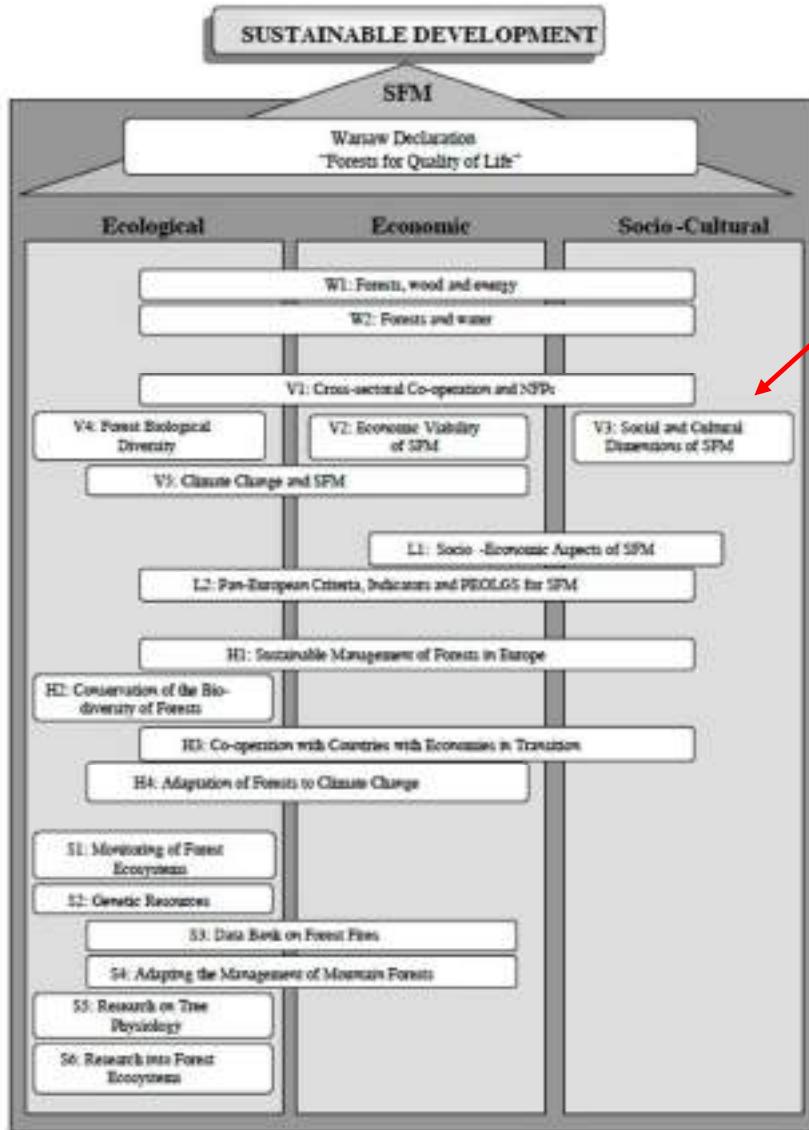 SUSTAINABLE DEVELOPMENT
SFM
Warsaw Declaration
"Forests for Quality of Life"
Ecological
Economic
Socio -Cultural
W1: Forests, wood and energy
W2: Forests and water
V1: Cross-sectoral Co-operation and NFPs
V4: Forest Biological
Diversity
V2: Economic Viability
of SFM
V3: Social and Cultural
Dimensions of SFM
V5: Climate Change and SFM
L1: Socio -Economic Aspects of SFM
L2: Pan-European Criteria, Indicators and PEOLGS for SFM
H1: Sustainable Management of Forests in Europe
H2: Conservation of the Bio-
diversity of Forests
H3: Co-operation with Countries with Economies in Transition
H4: Adaptation of Forests to Climate Change
S1: Monitoring of Forest
Ecosystems
S2: Genetic Resources
S3: Data Bank on Forest Fires
S4: Adapting the Management of Mountain Forests
S5: Research on Tree
Physiology
S6: Research into Forest
Ecosystems